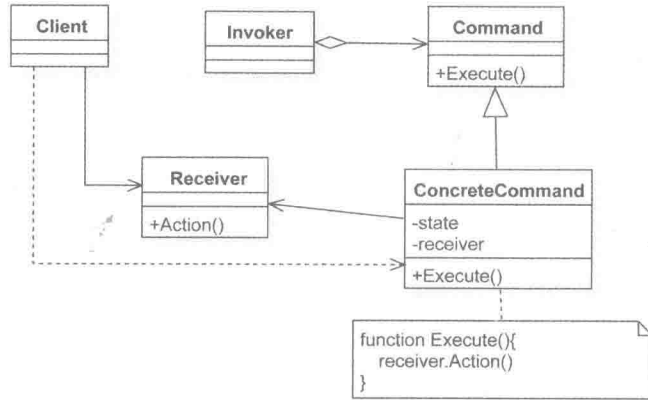 Client
Invoker
Command
+Execute()
Receiver
+Action()
ConcreteCommand
-state
-receiver
+Execute()
function Execute(){
receiver.Action()
}